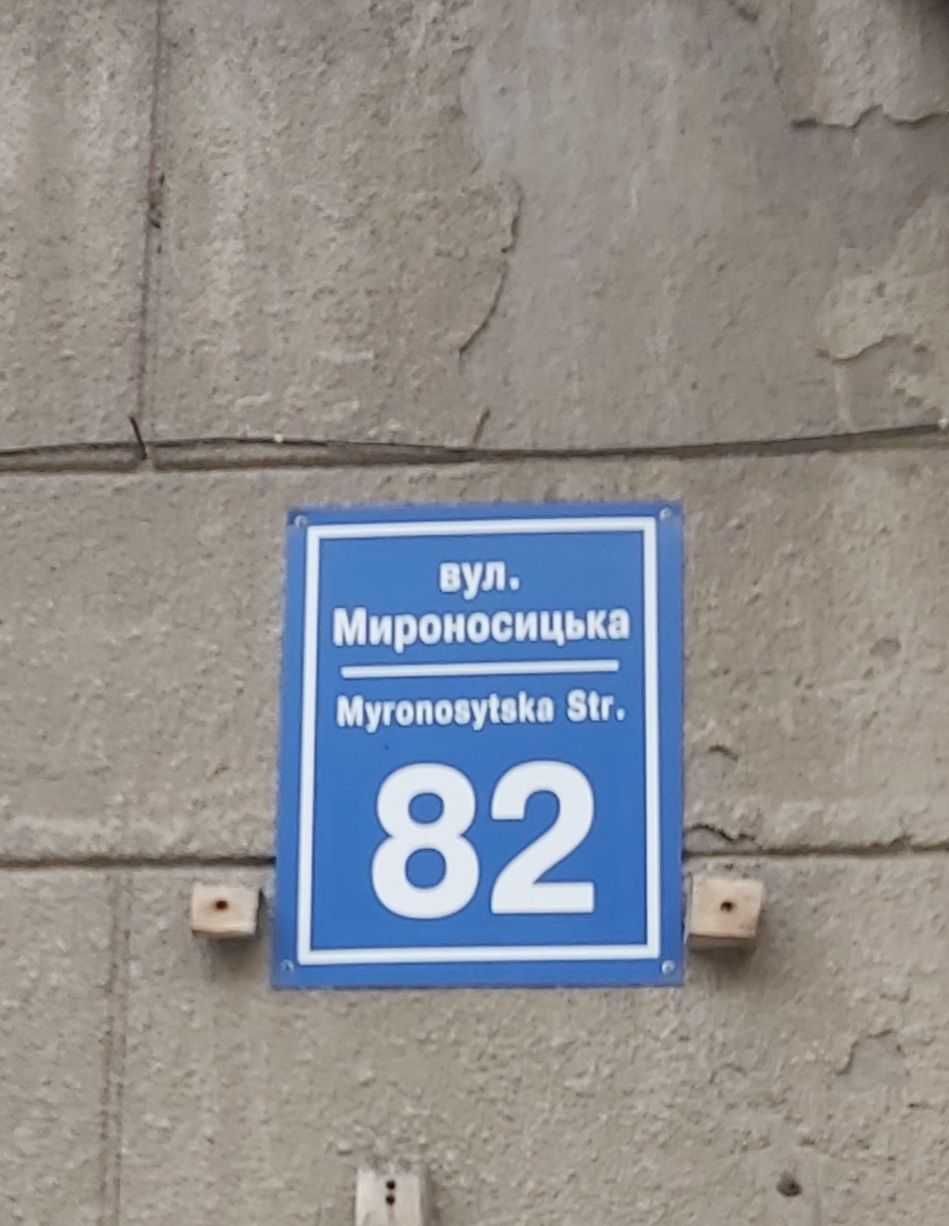 вул.
Мироносицька
Myronosytska Str.
82